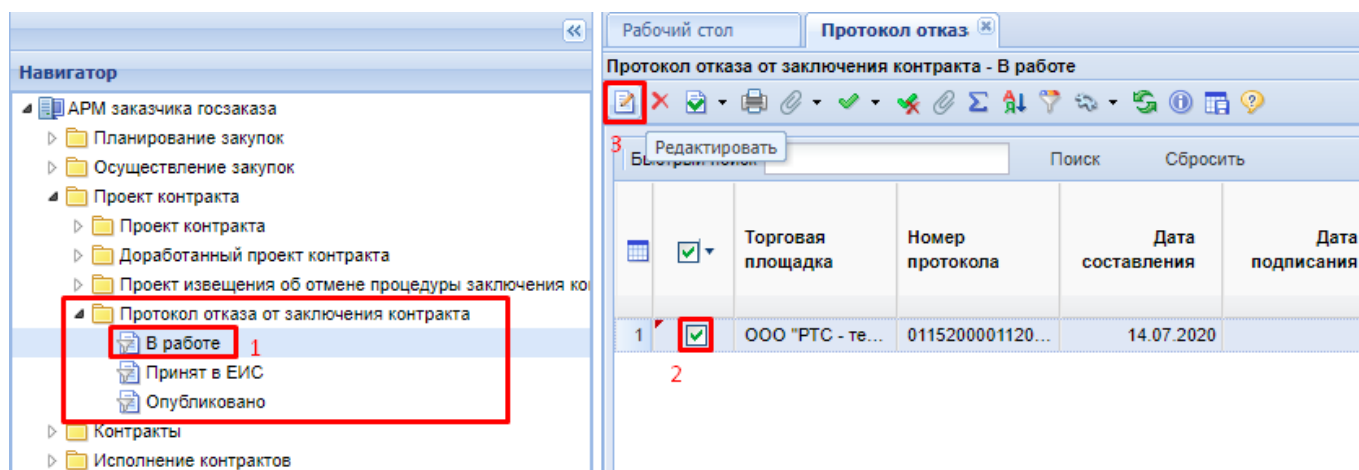 Навигатор
АРМ заказчика госзаказа
Планирование закупок
Осуществление закупок
Проект контракта
Проект контракта
Доработанный проект контракта
Проект извещения об отмене процедуры заключения ко
Протокол отказа от заключения контракта
В работе 1
Принят в ЕИС
Опубликовано
Контракты
Исполнение контрактов
Рабочий стол Протокол отказ
Протокол отказа от заключения контракта - В работе
3 Редактировать
Поиск Сбросить
Торговая площадка
Номер протокола
Дата составления
Дата подписания
1 ООО "РТС - те... 0115200001120... 14.07.2020
2